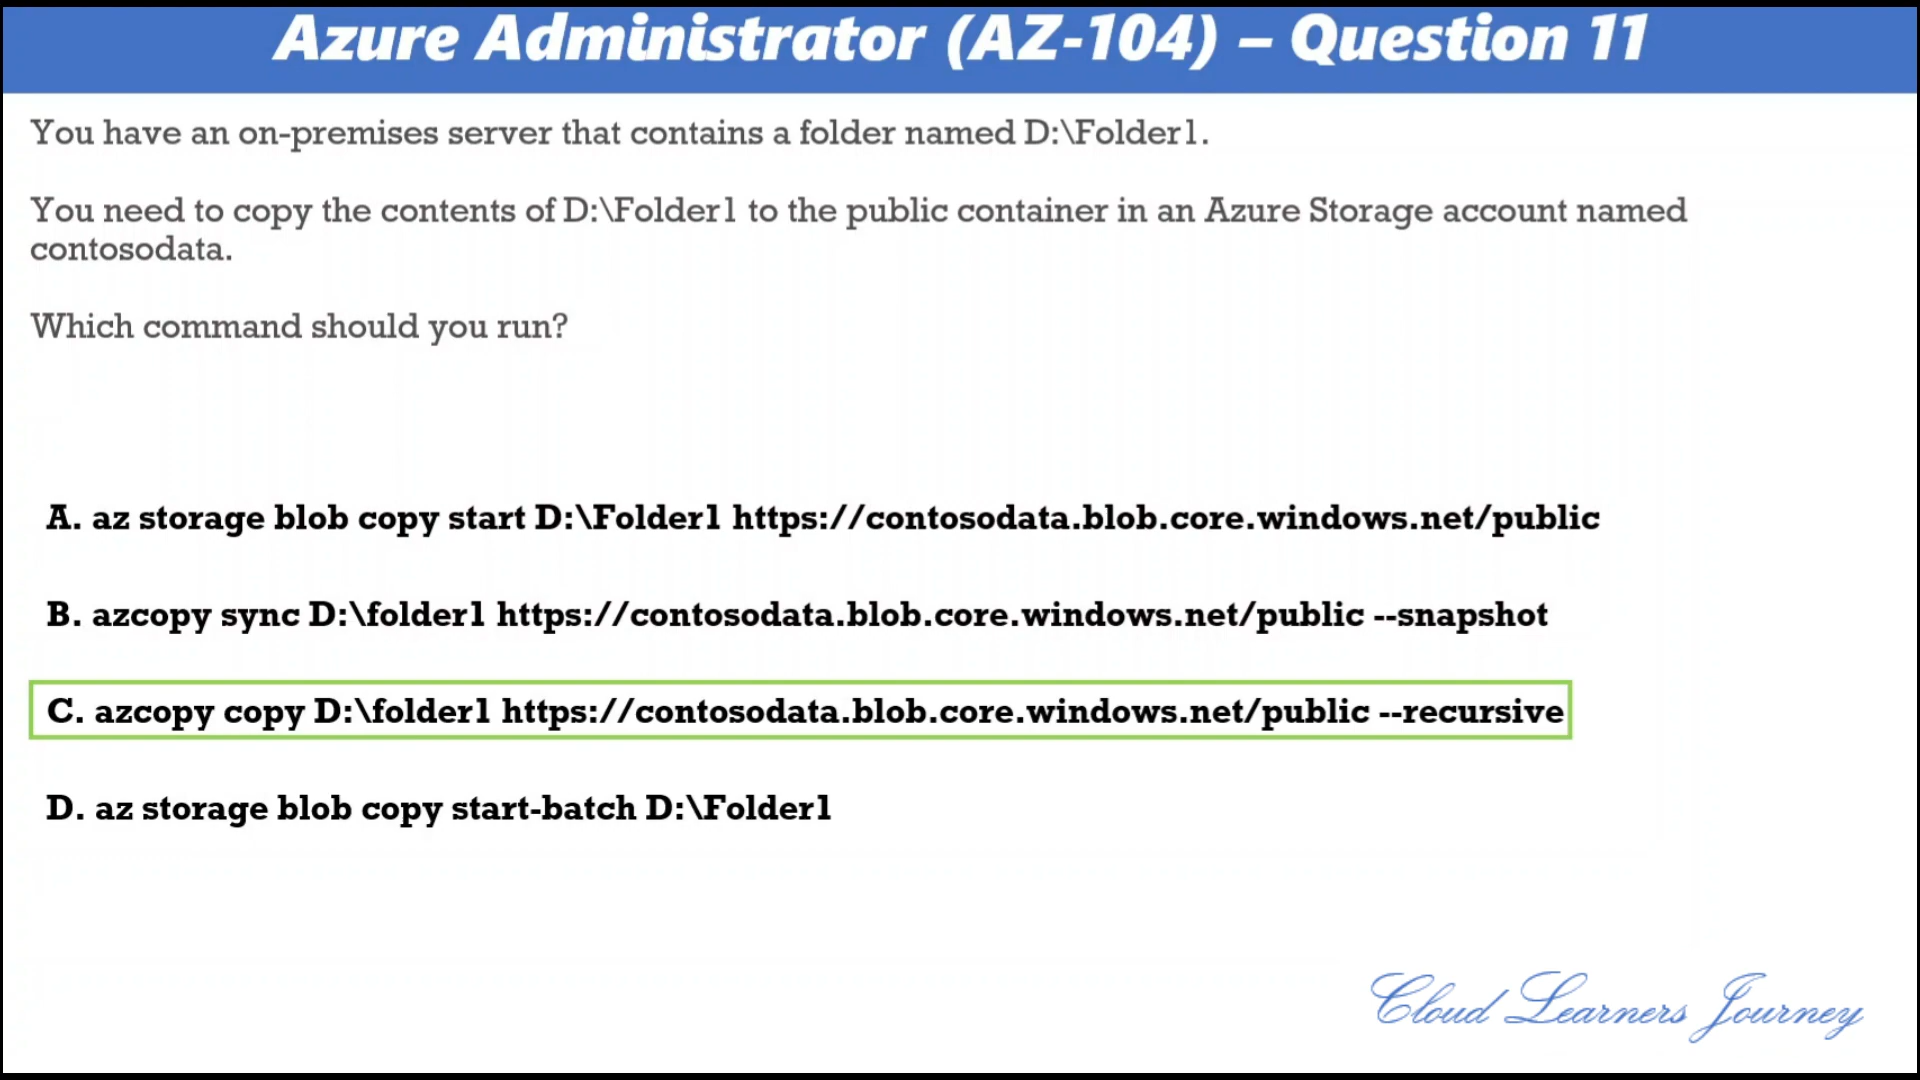 Azure Administrator (AZ-104) – Question 11
You have an on-premises server that contains a folder named D:\Folder1.
You need to copy the contents of D:\Folder1 to the public container in an Azure Storage account named
contosodata.
Which command should you run?
A. az storage blob copy start D:\Folder1 https://contosodata.blob.core.windows.net/public
B. azcopy sync D:\folder1 https://contosodata.blob.core.windows.net/public --snapshot
C. azcopy copy D:\folder1 https://contosodata.blob.core.windows.net/public --recursive
D. az storage blob copy start-batch D:\Folder1
Cloud Learners Journey